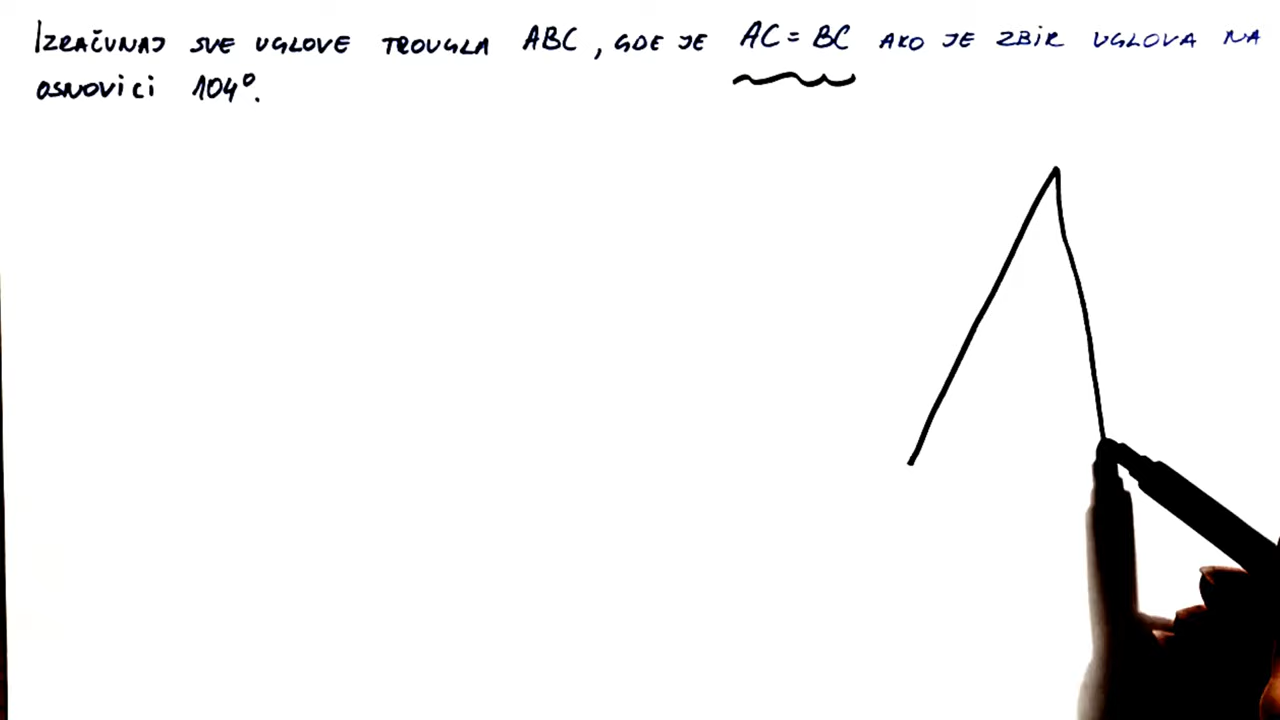 IZRAČUNAJ SVE UGLOVE TROUGLA ABC, GDE JE AC = BC AKO JE ZBIR UGLOVA NA
OSNOVICI 104°.